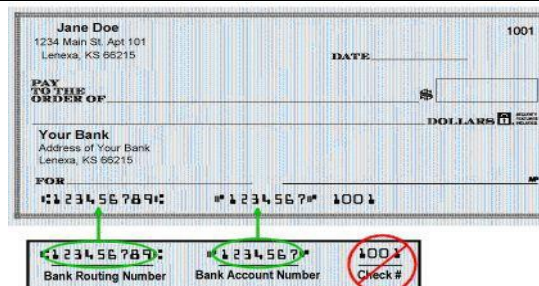 Jane Doe
1001
1234 Main St. Apt 101
Lenexa, KS 66215
DATE
PAY
TO THE
ORDER OF
$
DOLLARS
Your Bank
Address of Your Bank
Lenexa, KS 66215
FOR
MP
⑆123456789⑆ ⑈1234567⑈ 1001
⑆123456789⑆ ⑈1234567⑈ 1001
Bank Routing Number Bank Account Number Check #